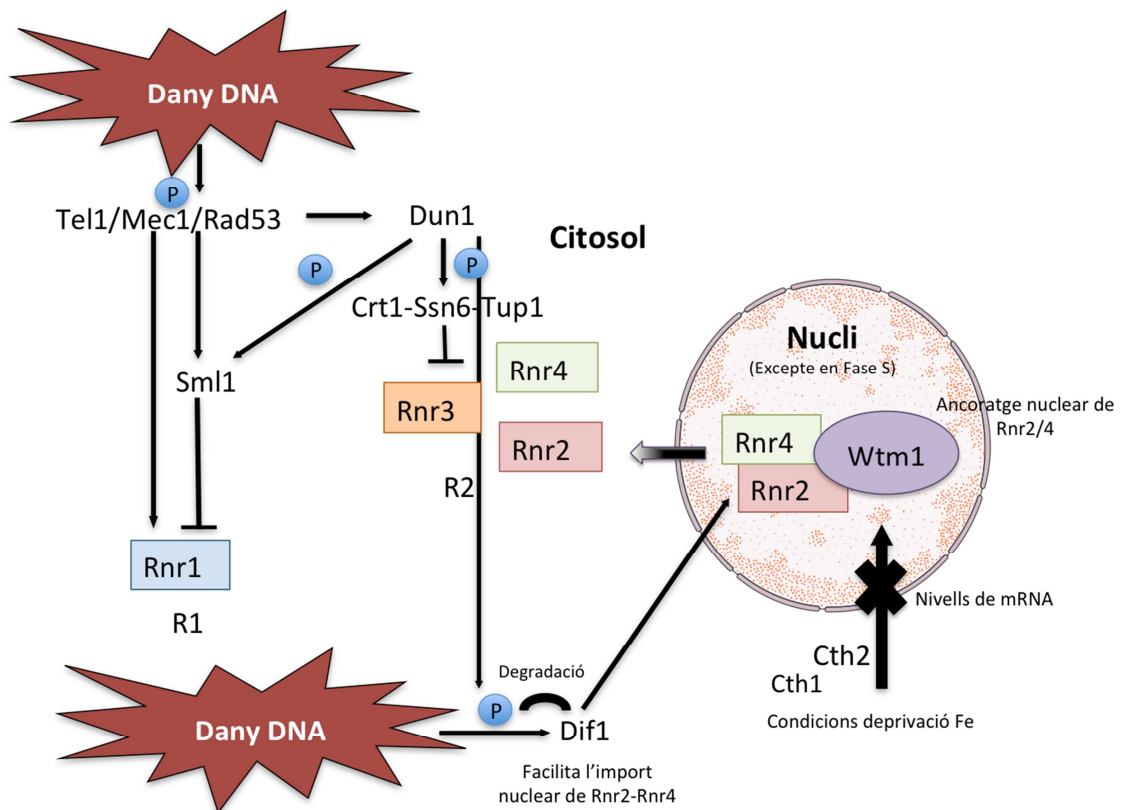 Dany DNA
P
Tel1/Mec1/Rad53
Dun1
Citosol
P
P
Crt1-Ssn6-Tup1
Nucli
(Excepte en Fase S)
Sml1
Rnr4
Rnr3
Rnr2
Ancoratge nuclear de
Rnr2/4
Rnr4
Wtm1
Rnr2
R2
Rnr1
R1
Nivells de mRNA
Cth2
Cth1
Condicions deprivació Fe
Degradació
P
Dany DNA
Dif1
Facilita l’import
nuclear de Rnr2-Rnr4